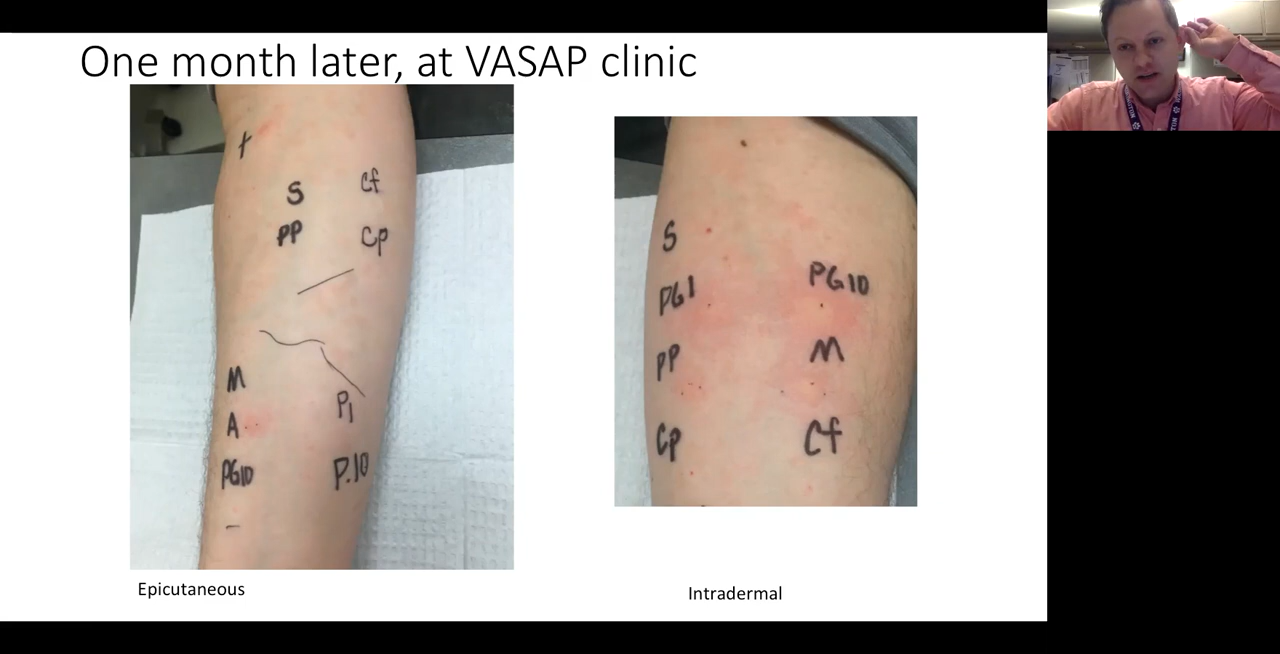 One month later, at VASAP clinic
+
S
Cf
PP
Cp
M
A
P1
PG10
P.10
–
S
PG1
PG10
PP
M
Cp
Cf
Epicutaneous
Intradermal